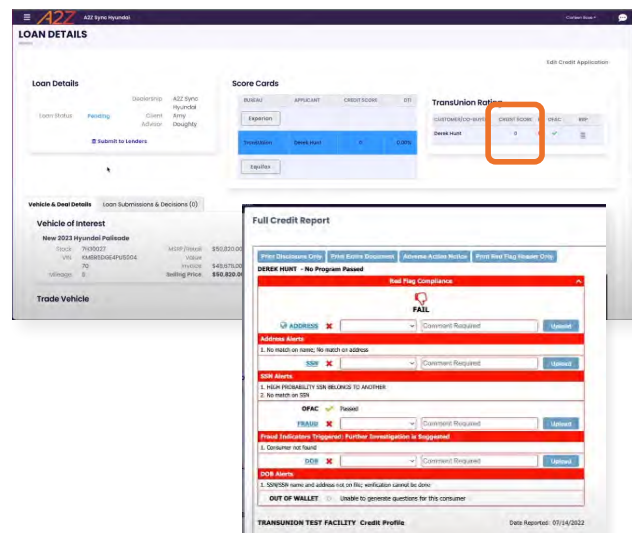 A2Z A2Z Sync Hyundai
LOAN DETAILS
Edit Credit Application
Loan Details
Dealership A2Z Sync Hyundai
Loan Status Pending
Client Advisor Amy Doughty
Submit to Lenders
Score Cards
BUREAU APPLICANT CREDIT SCORE DTI
Experian
TransUnion Derek Hunt 0 0.00%
Equifax
TransUnion Rating
CUSTOMER/CO-BUYER CREDIT SCORE OFAC REP
Derek Hunt 0
Vehicle & Deal Details Loan Submissions & Decisions (0)
Vehicle of Interest
New 2023 Hyundai Palisade
Stock MSRP/Retail $50,820.00
VIN Value
70 Invoice
Mileage Selling Price $50,820.00
Trade Vehicle
Full Credit Report
Print Disclosure Only Print Entire Document Adverse Action Notice Print Red Flag Header Only
DEREK HUNT - No Program Passed
Red Flag Compliance
FAIL
ADDRESS Comment Required Upload
Address Alerts
1. No match on name, No match on address
SSN Comment Required Upload
SSN Alerts
1. HIGH PROBABILITY SSN BELONGS TO ANOTHER
2. No match on SSN
OFAC Passed
FRAUD Comment Required Upload
Fraud Indicators Triggered: Further Investigation is Suggested
1. Consumer not found
DOB Comment Required Upload
DOB Alerts
1. SSN/SSN name and address not on file; verification cannot be done
OUT OF WALLET Unable to generate questions for this consumer
TRANSUNION TEST FACILITY Credit Profile Date Reported: 07/14/2022